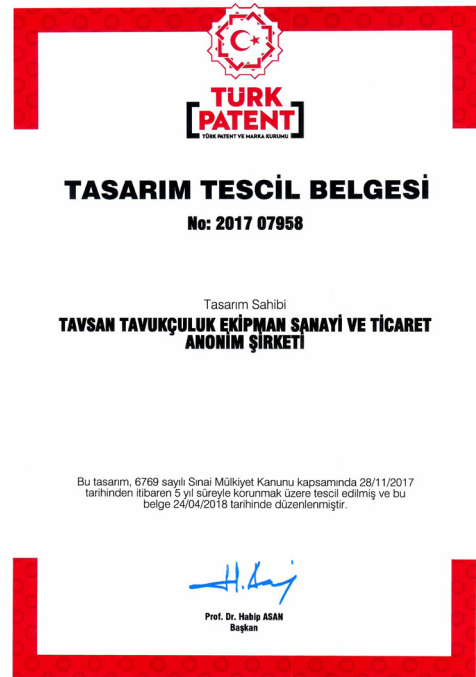 TÜRK
PATENT
TÜRK PATENT VE MARKA KURUMU
TASARIM TESCİL BELGESİ
No: 2017 07958
Tasarım Sahibi
TAVSAN TAVUKÇULUK EKİPMAN SANAYİ VE TİCARET
ANONİM ŞİRKETİ
Bu tasarım, 6769 sayılı Sınai Mülkiyet Kanunu kapsamında 28/11/2017
tarihinden itibaren 5 yıl süreyle korunmak üzere tescil edilmiş ve bu
belge 24/04/2018 tarihinde düzenlenmiştir.
H. Asan
Prof. Dr. Habip ASAN
Başkan